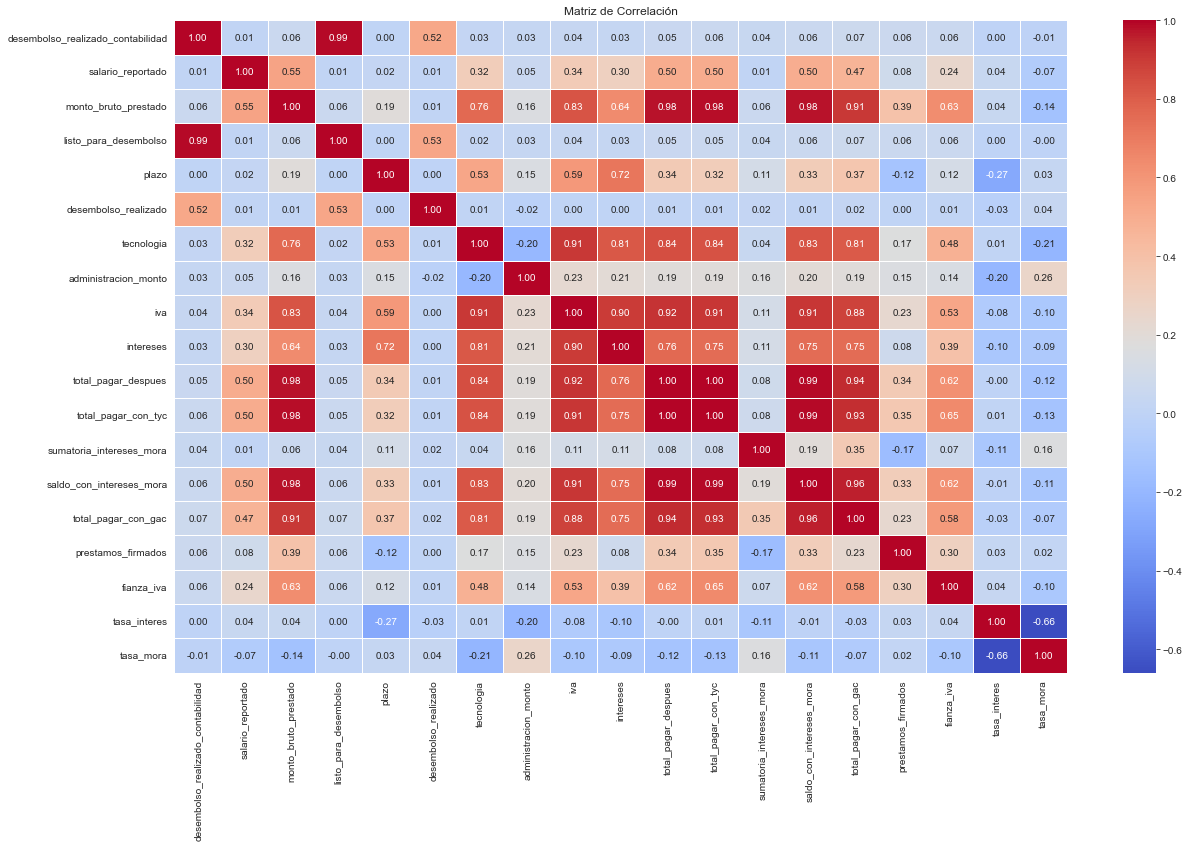 Matriz de Correlación
desembolso_realizado_contabilidad 1.00 0.01 0.06 0.99 0.00 0.52 0.03 0.03 0.04 0.03 0.05 0.06 0.04 0.06 0.07 0.06 0.06 0.00 -0.01
salario_reportado 0.01 1.00 0.55 0.01 0.02 0.01 0.32 0.05 0.34 0.30 0.50 0.50 0.01 0.50 0.47 0.08 0.24 0.04 -0.07
monto_bruto_prestado 0.06 0.55 1.00 0.06 0.19 0.01 0.76 0.16 0.83 0.64 0.98 0.98 0.06 0.98 0.91 0.39 0.63 0.04 -0.14
listo_para_desembolso 0.99 0.01 0.06 1.00 0.00 0.53 0.02 0.03 0.04 0.03 0.05 0.05 0.04 0.06 0.07 0.06 0.06 0.00 -0.00
plazo 0.00 0.02 0.19 0.00 1.00 0.00 0.53 0.15 0.59 0.72 0.34 0.32 0.11 0.33 0.37 -0.12 0.12 -0.27 0.03
desembolso_realizado 0.52 0.01 0.01 0.53 0.00 1.00 0.01 -0.02 0.00 0.00 0.01 0.01 0.02 0.01 0.02 0.00 0.01 -0.03 0.04
tecnologia 0.03 0.32 0.76 0.02 0.53 0.01 1.00 -0.20 0.91 0.81 0.84 0.84 0.04 0.83 0.81 0.17 0.48 0.01 -0.21
administracion_monto 0.03 0.05 0.16 0.03 0.15 -0.02 -0.20 1.00 0.23 0.21 0.19 0.19 0.16 0.20 0.19 0.15 0.14 -0.20 0.26
iva 0.04 0.34 0.83 0.04 0.59 0.00 0.91 0.23 1.00 0.90 0.92 0.91 0.11 0.91 0.88 0.23 0.53 -0.08 -0.10
intereses 0.03 0.30 0.64 0.03 0.72 0.00 0.81 0.21 0.90 1.00 0.76 0.75 0.11 0.75 0.75 0.08 0.39 -0.10 -0.09
total_pagar_despues 0.05 0.50 0.98 0.05 0.34 0.01 0.84 0.19 0.92 0.76 1.00 1.00 0.08 0.99 0.94 0.34 0.62 -0.00 -0.12
total_pagar_con_tyc 0.06 0.50 0.98 0.05 0.32 0.01 0.84 0.19 0.91 0.75 1.00 1.00 0.08 0.99 0.93 0.35 0.65 0.01 -0.13
sumatoria_intereses_mora 0.04 0.01 0.06 0.04 0.11 0.02 0.04 0.16 0.11 0.11 0.08 0.08 1.00 0.19 0.35 -0.17 0.07 -0.11 0.16
saldo_con_intereses_mora 0.06 0.50 0.98 0.06 0.33 0.01 0.83 0.20 0.91 0.75 0.99 0.99 0.19 1.00 0.96 0.33 0.62 -0.01 -0.11
total_pagar_con_gac 0.07 0.47 0.91 0.07 0.37 0.02 0.81 0.19 0.88 0.75 0.94 0.93 0.35 0.96 1.00 0.23 0.58 -0.03 -0.07
prestamos_firmados 0.06 0.08 0.39 0.06 -0.12 0.00 0.17 0.15 0.23 0.08 0.34 0.35 -0.17 0.33 0.23 1.00 0.30 0.03 0.02
fianza_iva 0.06 0.24 0.63 0.06 0.12 0.01 0.48 0.14 0.53 0.39 0.62 0.65 0.07 0.62 0.58 0.30 1.00 0.04 -0.10
tasa_interes 0.00 0.04 0.04 0.00 -0.27 -0.03 0.01 -0.20 -0.08 -0.10 -0.00 0.01 -0.11 -0.01 -0.03 0.03 0.04 1.00 -0.66
tasa_mora -0.01 -0.07 -0.14 -0.00 0.03 0.04 -0.21 0.26 -0.10 -0.09 -0.12 -0.13 0.16 -0.11 -0.07 0.02 -0.10 -0.66 1.00
desembolso_realizado_contabilidad
salario_reportado
monto_bruto_prestado
listo_para_desembolso
plazo
desembolso_realizado
tecnologia
administracion_monto
iva
intereses
total_pagar_despues
total_pagar_con_tyc
sumatoria_intereses_mora
saldo_con_intereses_mora
total_pagar_con_gac
prestamos_firmados
fianza_iva
tasa_interes
tasa_mora
1.0
0.8
0.6
0.4
0.2
0.0
-0.2
-0.4
-0.6